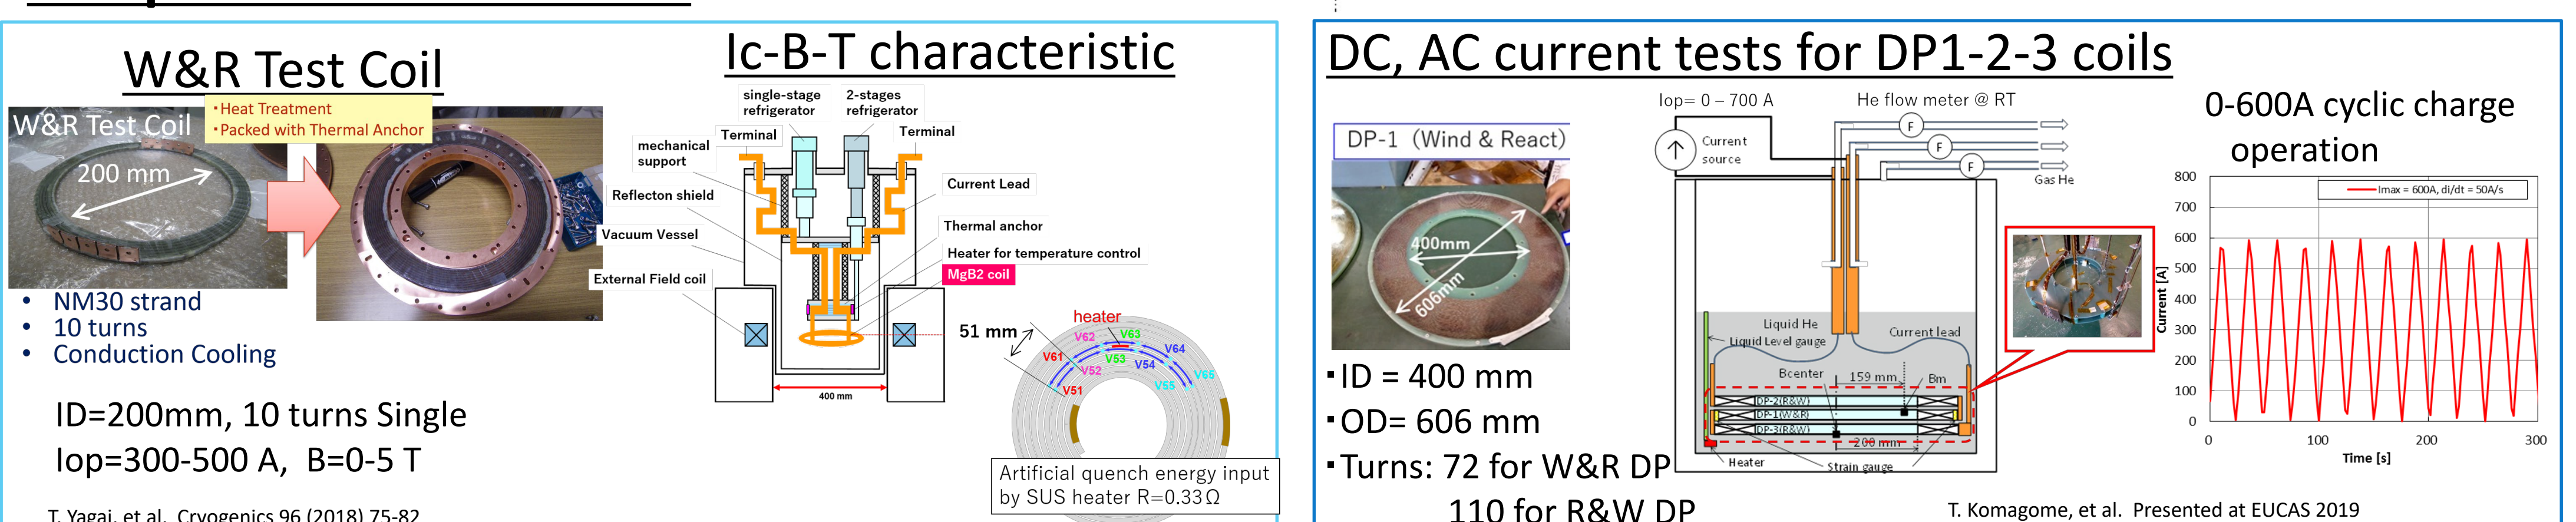 W&R Test Coil
・Heat Treatment
・Packed with Thermal Anchor
W&R Test Coil
200 mm
• NM30 strand
• 10 turns
• Conduction Cooling
ID=200mm, 10 turns Single
Iop=300-500 A, B=0-5 T
T. Yagai, et al. Cryogenics 96 (2018) 75-82
Ic-B-T characteristic
single-stage
refrigerator
2-stages
refrigerator
Terminal
Terminal
mechanical
support
Reflecton shield
Vacuum Vessel
External Field coil
Current Lead
Thermal anchor
Heater for temperature control
MgB2 coil
400 mm
51 mm
heater
V61
V62
V63
V64
V65
V51
V52
V53
V54
V55
Artificial quench energy input
by SUS heater R=0.33Ω
DC, AC current tests for DP1-2-3 coils
DP-1 (Wind & React)
400mm
606mm
・ID = 400 mm
・OD= 606 mm
・Turns: 72 for W&R DP
110 for R&W DP
Iop= 0 – 700 A
He flow meter @ RT
Current
source
F
F
F
Gas He
Liquid He
Liquid Level gauge
Current lead
Bcenter
159 mm
Bm
DP-2(R&W)
DP-1(W&R)
DP-3(R&W)
200 mm
Heater
Strain gauge
0-600A cyclic charge
operation
Imax = 600A, di/dt = 50A/s
800
700
600
500
400
300
200
100
0
Current [A]
0
100
200
300
Time [s]
T. Komagome, et al. Presented at EUCAS 2019